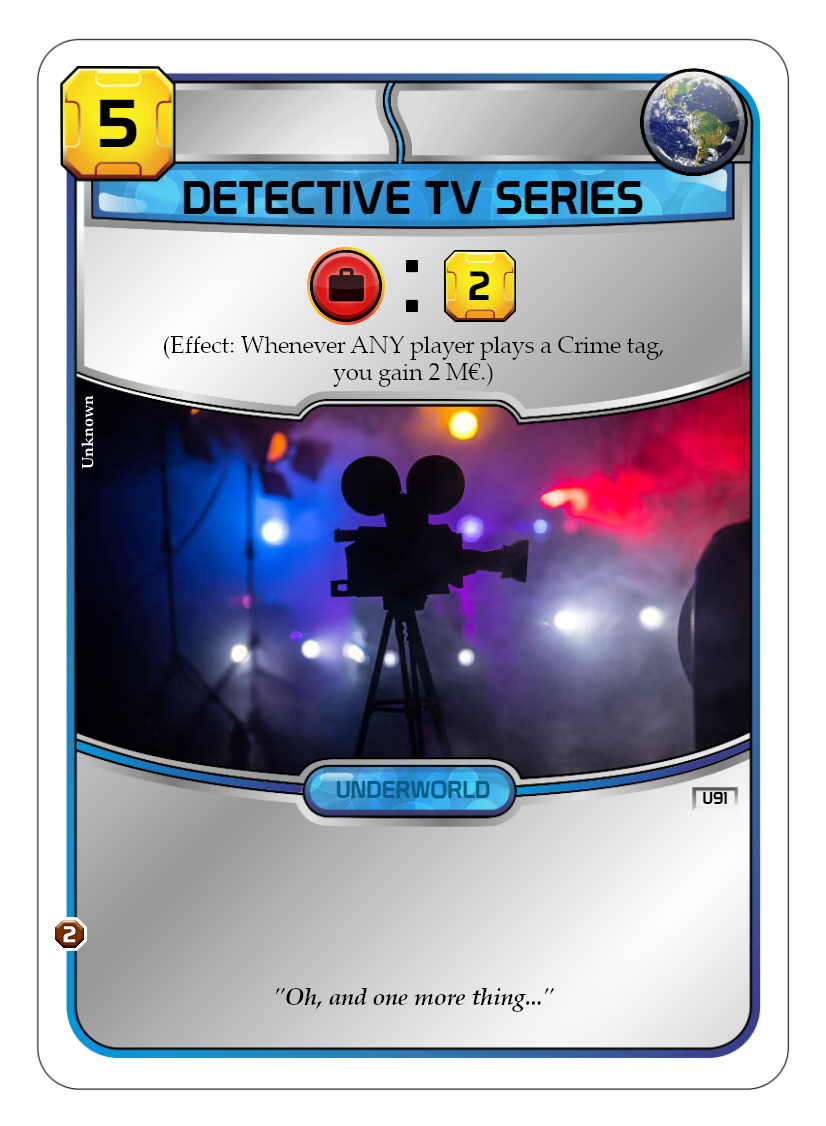 5
DETECTIVE TV SERIES
: 2
(Effect: Whenever ANY player plays a Crime tag,
you gain 2 M€.)
Unknown
UNDERWORLD
U91
2
"Oh, and one more thing..."